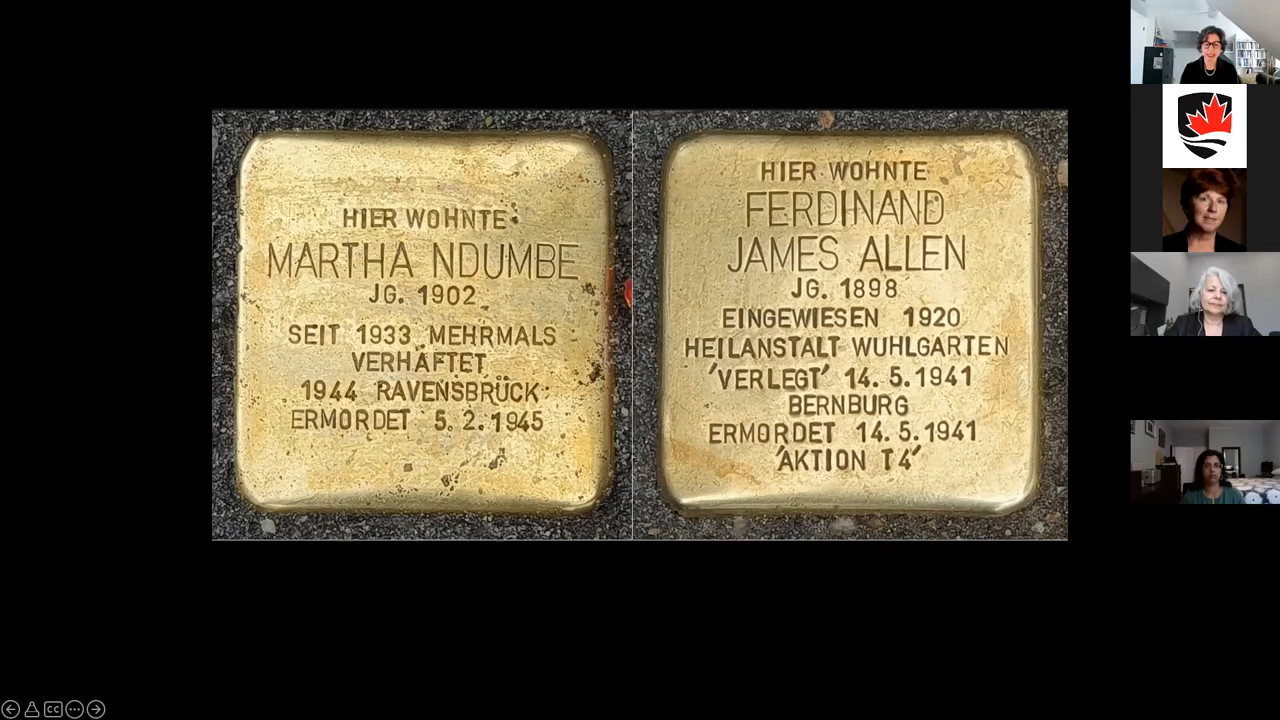 HIER WOHNTE
MARTHA NDUMBE
JG. 1902
SEIT 1933 MEHRMALS
VERHAFTET
1944 RAVENSBRÜCK
ERMORDET 5. 2. 1945
HIER WOHNTE
FERDINAND
JAMES ALLEN
JG. 1898
EINGEWIESEN 1920
HEILANSTALT WUHLGARTEN
'VERLEGT' 14. 5. 1941
BERNBURG
ERMORDET 14. 5. 1941
'AKTION T4'
CC